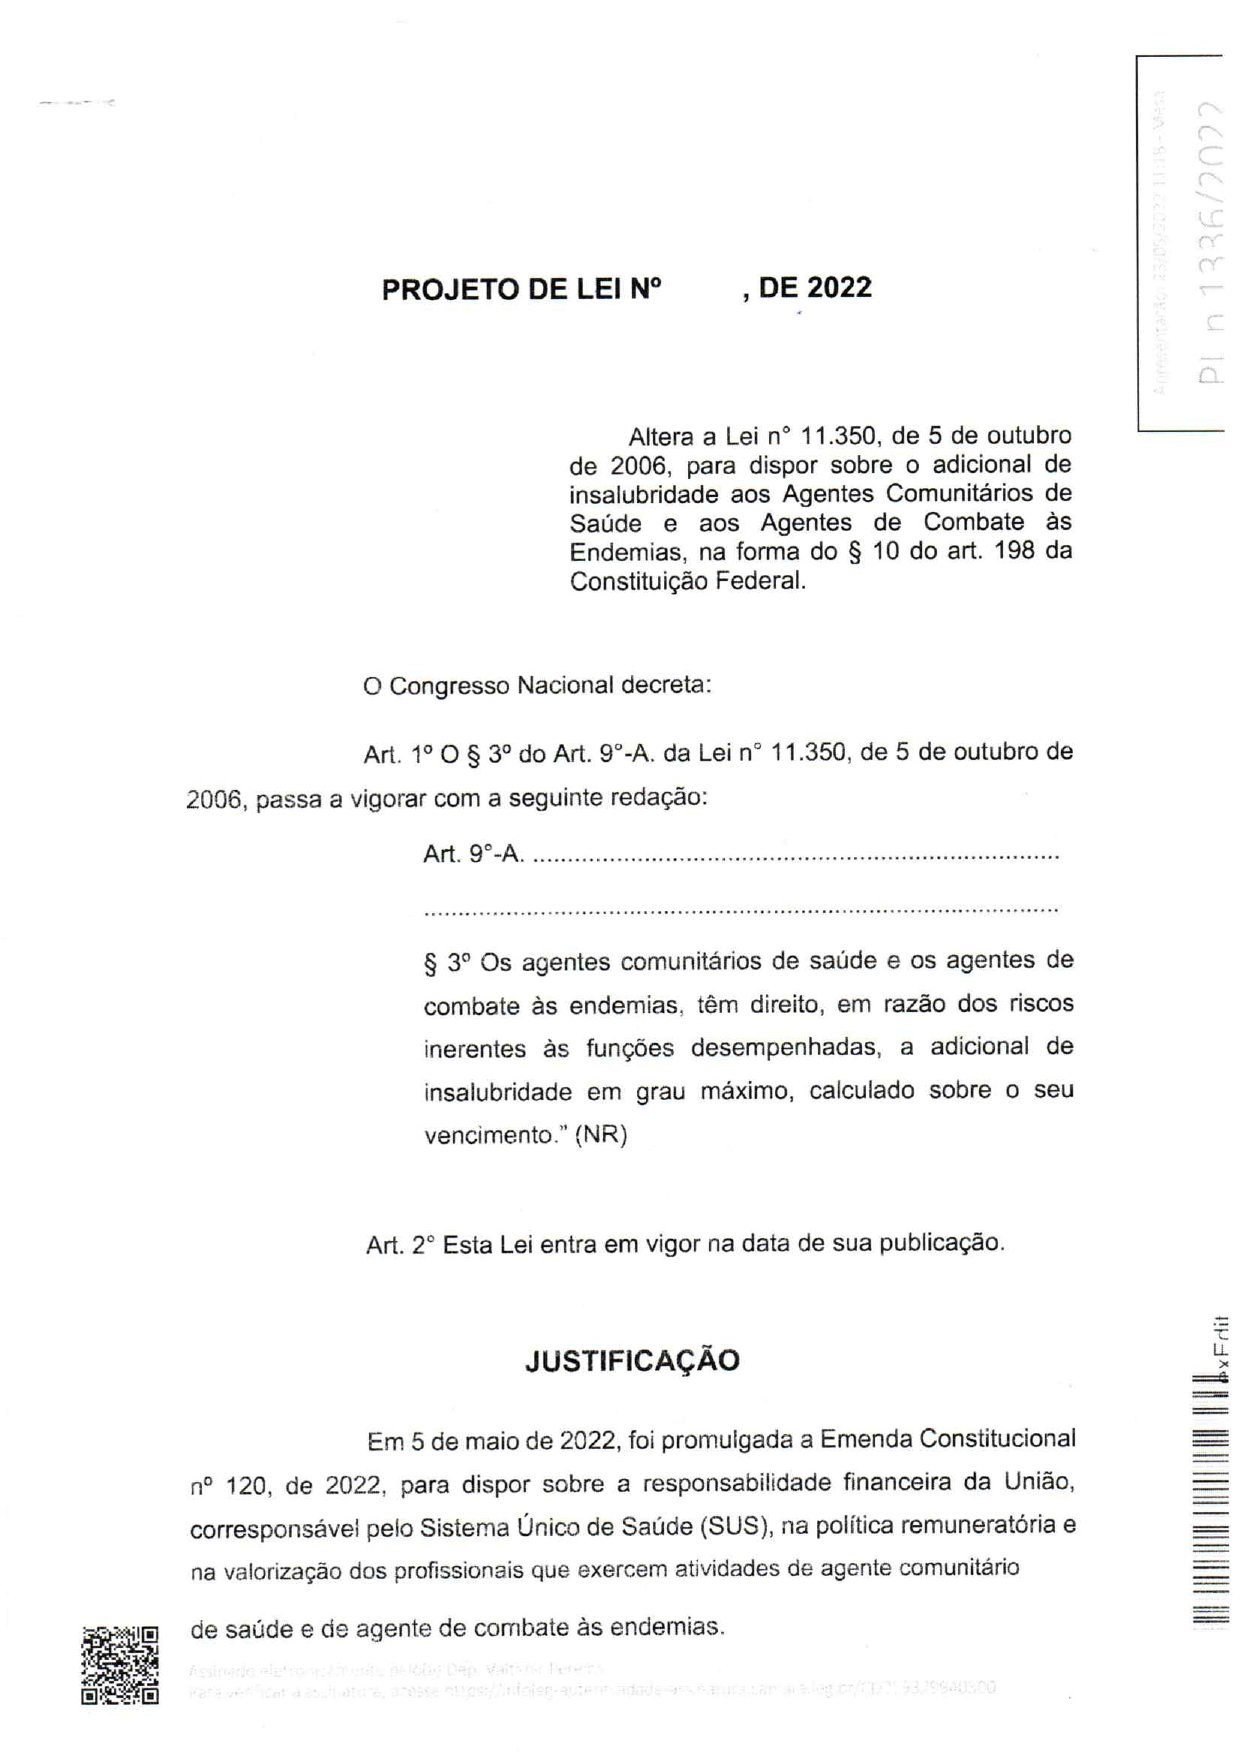 PL n 1336/2022
PROJETO DE LEI Nº , DE 2022
Altera a Lei n° 11.350, de 5 de outubro
de 2006, para dispor sobre o adicional de
insalubridade aos Agentes Comunitários de
Saúde e aos Agentes de Combate às
Endemias, na forma do § 10 do art. 198 da
Constituição Federal.
O Congresso Nacional decreta:
Art. 1º O § 3º do Art. 9°-A. da Lei n° 11.350, de 5 de outubro de
2006, passa a vigorar com a seguinte redação:
Art. 9°-A. ...............................................................................
...............................................................................................
§ 3º Os agentes comunitários de saúde e os agentes de
combate às endemias, têm direito, em razão dos riscos
inerentes às funções desempenhadas, a adicional de
insalubridade em grau máximo, calculado sobre o seu
vencimento.” (NR)
Art. 2° Esta Lei entra em vigor na data de sua publicação.
JUSTIFICAÇÃO
Em 5 de maio de 2022, foi promulgada a Emenda Constitucional
nº 120, de 2022, para dispor sobre a responsabilidade financeira da União,
corresponsável pelo Sistema Único de Saúde (SUS), na política remuneratória e
na valorização dos profissionais que exercem atividades de agente comunitário
de saúde e de agente de combate às endemias.
exEdit